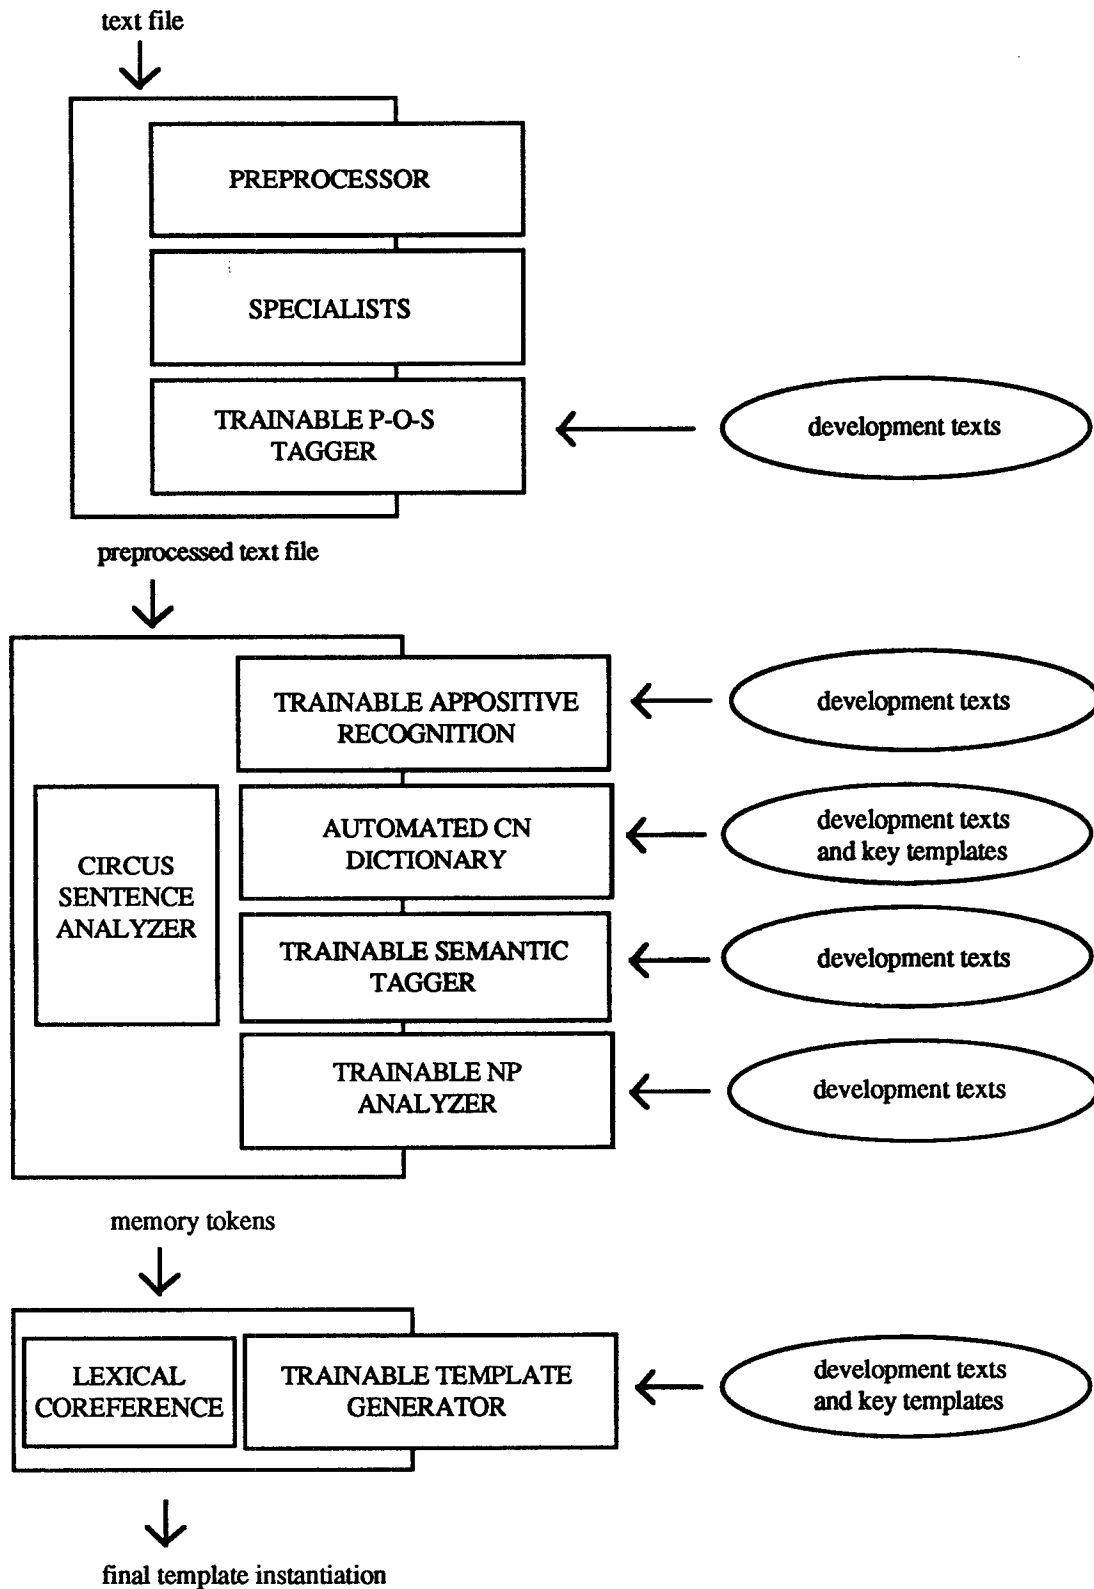 text file
PREPROCESSOR
SPECIALISTS
TRAINABLE P-O-S
TAGGER
development texts
preprocessed text file
TRAINABLE APPOSITIVE
RECOGNITION
development texts
CIRCUS
SENTENCE
ANALYZER
AUTOMATED CN
DICTIONARY
development texts
and key templates
TRAINABLE SEMANTIC
TAGGER
development texts
TRAINABLE NP
ANALYZER
development texts
memory tokens
LEXICAL
COREFERENCE
TRAINABLE TEMPLATE
GENERATOR
development texts
and key templates
final template instantiation